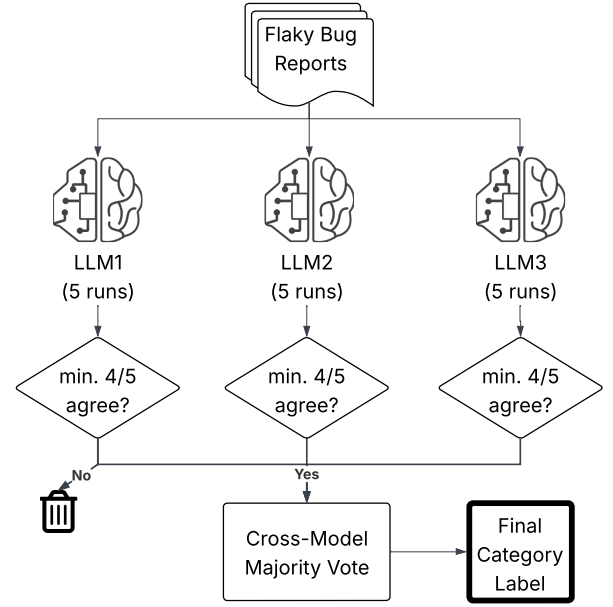 Flaky Bug
Reports
LLM1
(5 runs)
LLM2
(5 runs)
LLM3
(5 runs)
min. 4/5
agree?
min. 4/5
agree?
min. 4/5
agree?
No
Yes
Cross-Model
Majority Vote
Final
Category
Label